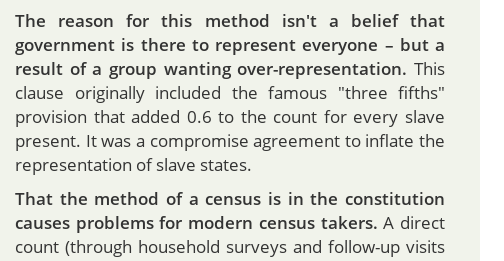 The reason for this method isn't a belief that
government is there to represent everyone – but a
result of a group wanting over-representation. This
clause originally included the famous "three fifths"
provision that added 0.6 to the count for every slave
present. It was a compromise agreement to inflate the
representation of slave states.
That the method of a census is in the constitution
causes problems for modern census takers. A direct
count (through household surveys and follow-up visits